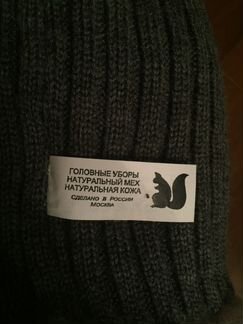 ГОЛОВНЫЕ УБОРЫ
НАТУРАЛЬНЫЙ МЕХ
НАТУРАЛЬНАЯ КОЖА
СДЕЛАНО В РОССИИ
МОСКВА